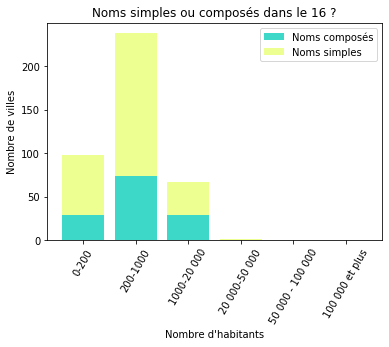 Noms simples ou composés dans le 16 ?
Noms composés
Noms simples
Nombre de villes
250
200
150
100
50
0
0-200
200-1000
1000-20 000
20 000-50 000
50 000 - 100 000
100 000 et plus
Nombre d'habitants